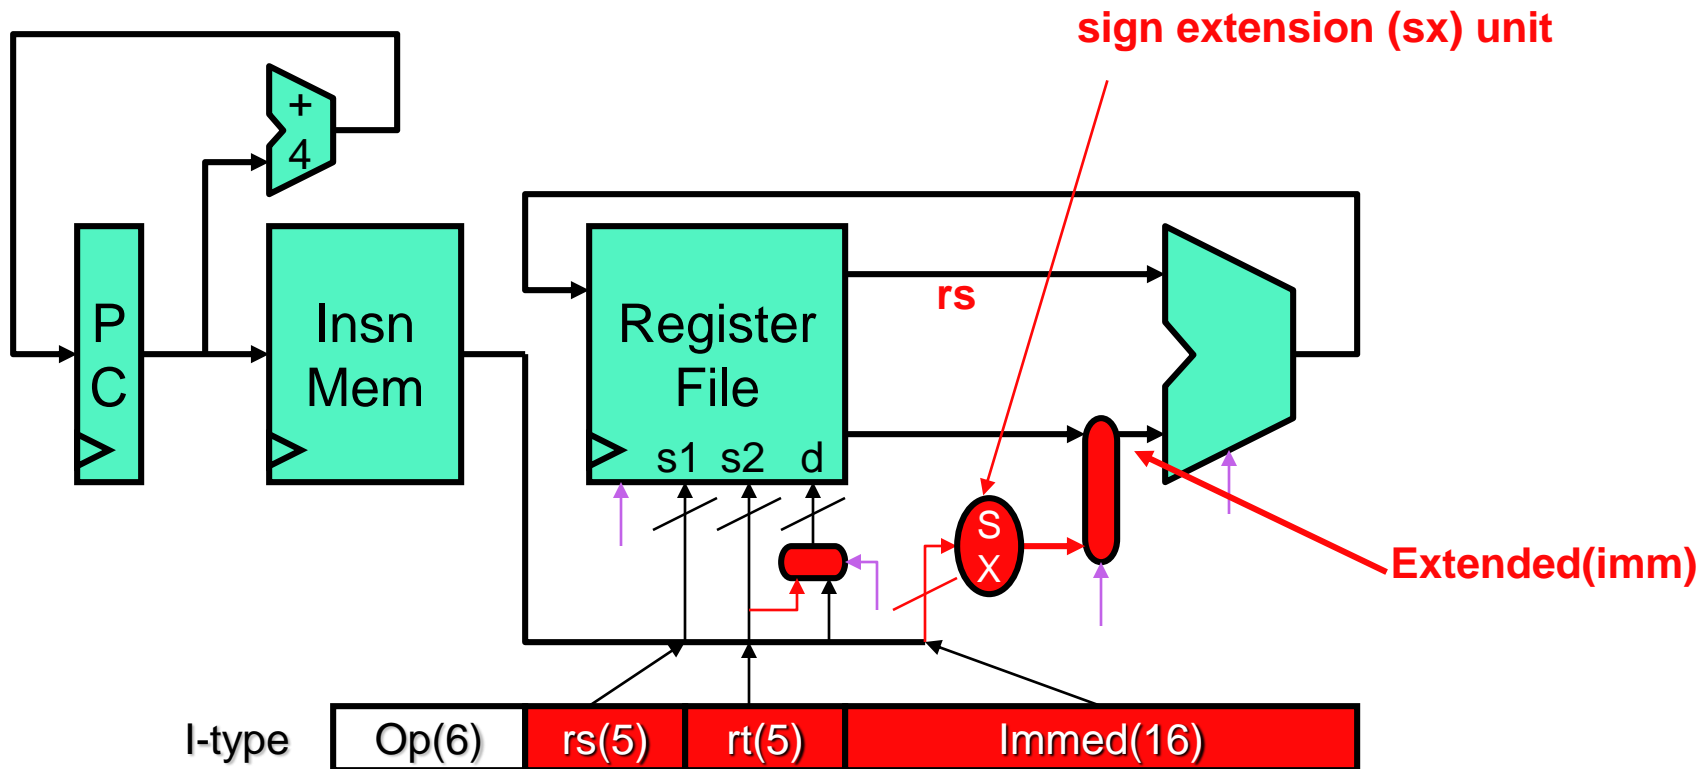 sign extension (sx) unit
+
4
P
C
Insn
Mem
Register
File
s1 s2 d
rs
S
X
Extended(imm)
I-type Op(6) rs(5) rt(5) Immed(16)